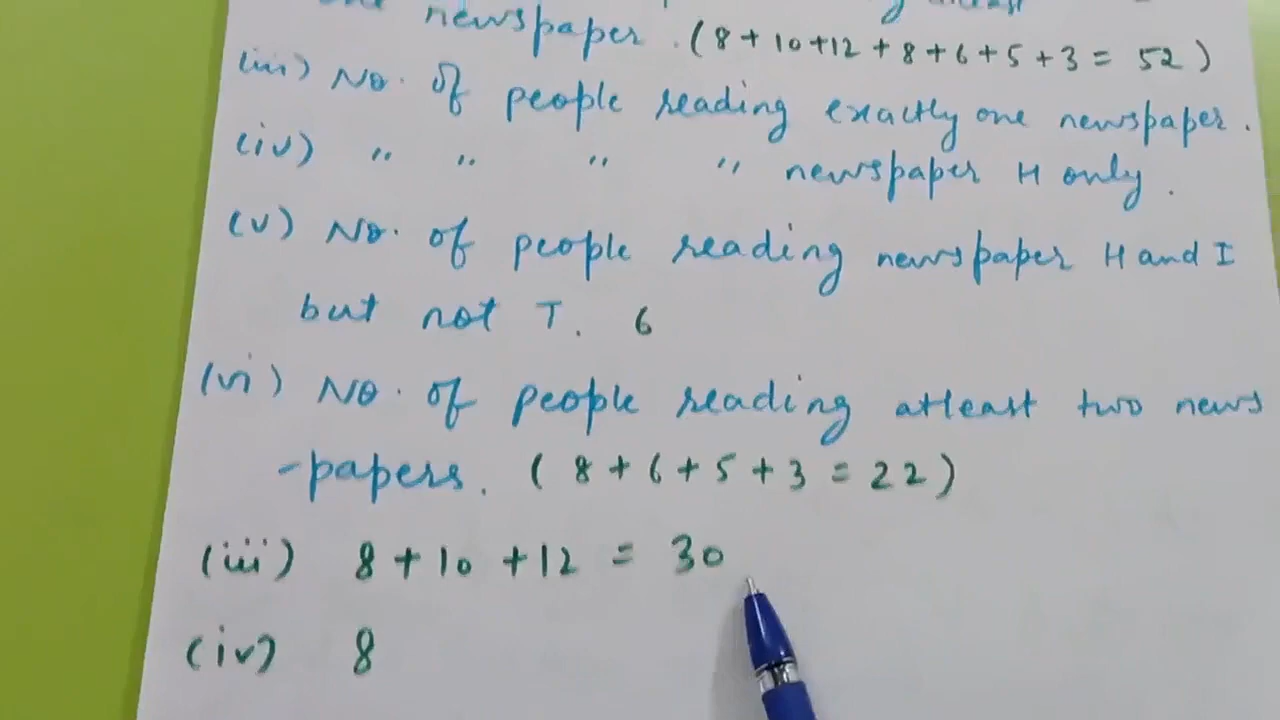 one newspaper. (8+10+12+8+6+5+3 = 52)
(iii) No. of people reading exactly one newspaper.
(iv) " " " " newspaper H only.
(v) No. of people reading newspaper H and I
but not T. 6
(vi) No. of people reading atleast two news
-papers. (8+6+5+3=22)
(iii) 8+10+12 = 30
(iv) 8